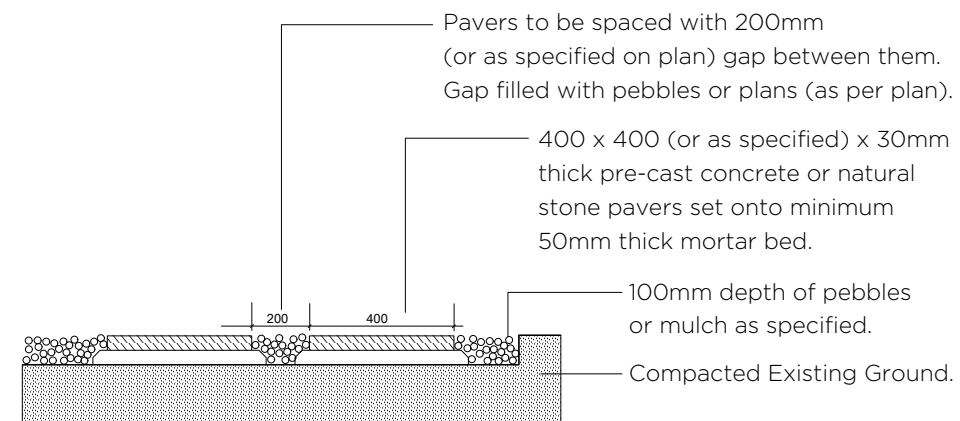 Pavers to be spaced with 200mm
(or as specified on plan) gap between them.
Gap filled with pebbles or plans (as per plan).
400 x 400 (or as specified) x 30mm
thick pre-cast concrete or natural
stone pavers set onto minimum
50mm thick mortar bed.
100mm depth of pebbles
or mulch as specified.
200
400
Compacted Existing Ground.